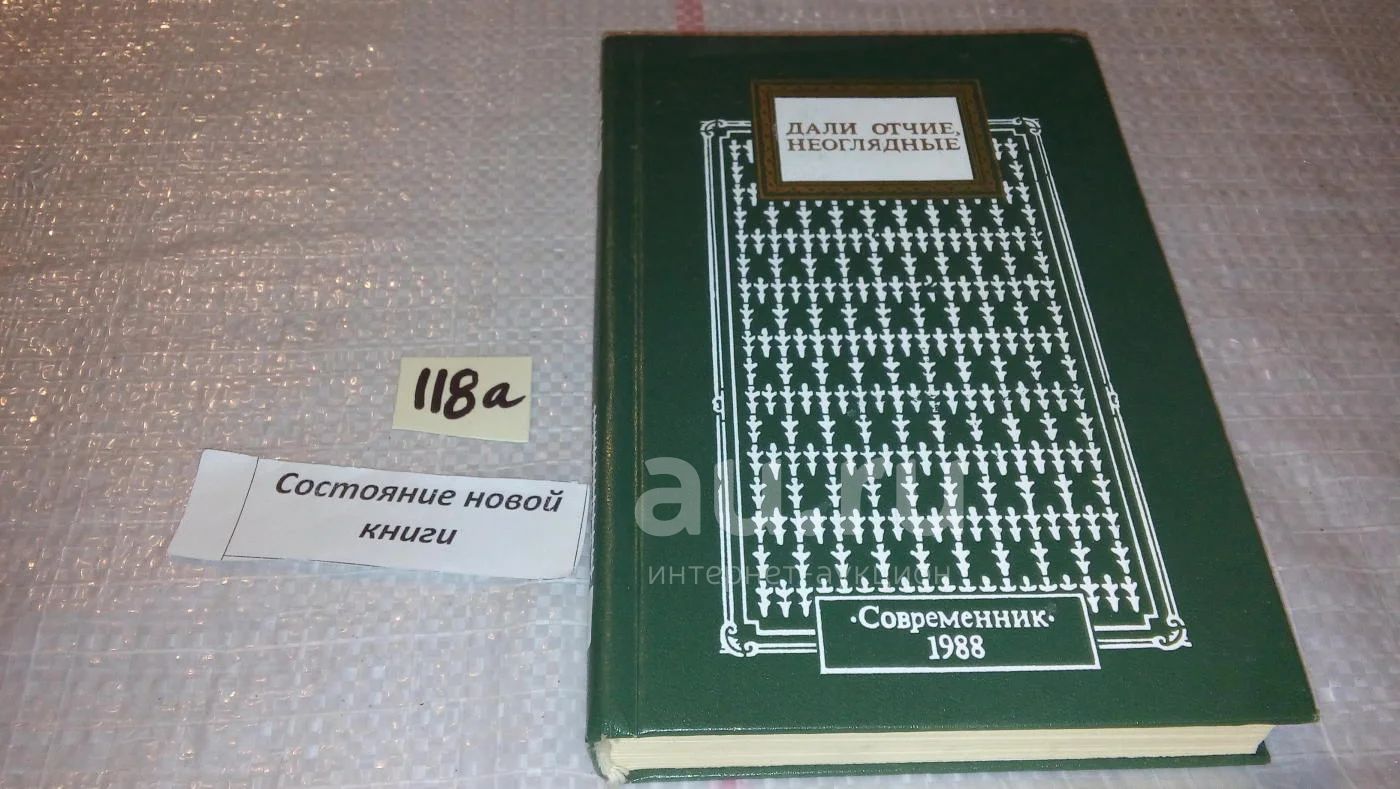 ДАЛИ ОТЧИЕ,
НЕОГЛЯДНЫЕ
118а
Состояние новой
книги
au.ru
интернет-аукцион
·Современник·
1988